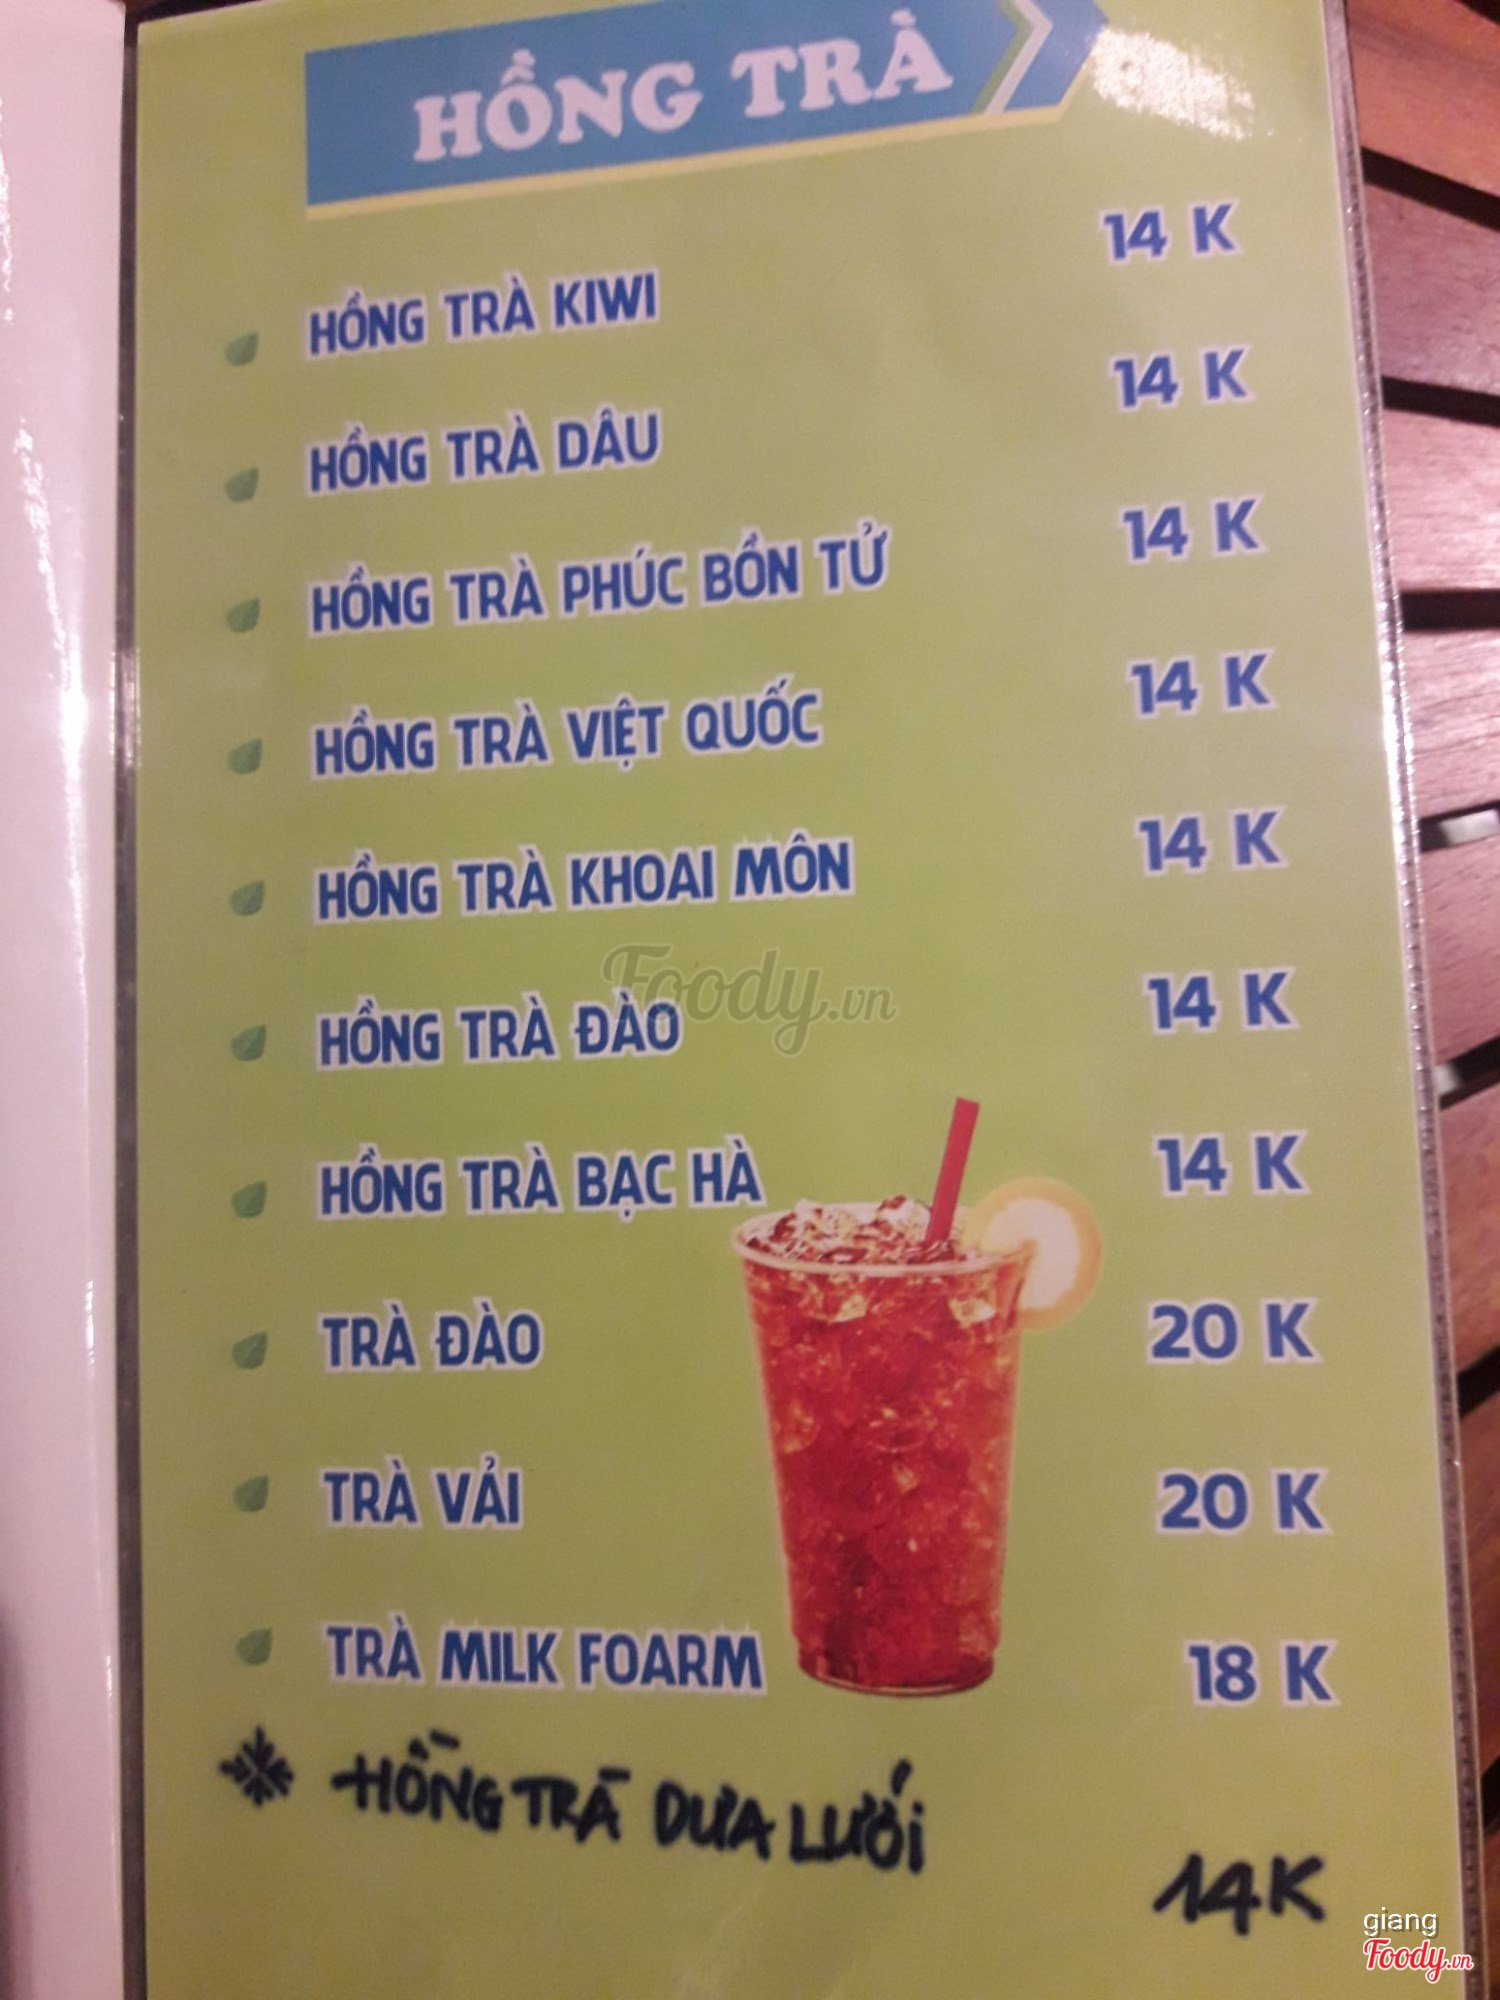 HỒNG TRÀ
HỒNG TRÀ KIWI 14 K
HỒNG TRÀ DÂU 14 K
HỒNG TRÀ PHÚC BỒN TỬ 14 K
HỒNG TRÀ VIỆT QUỐC 14 K
HỒNG TRÀ KHOAI MÔN 14 K
HỒNG TRÀ ĐÀO 14 K
Foody.vn
HỒNG TRÀ BẠC HÀ 14 K
TRÀ ĐÀO 20 K
TRÀ VẢI 20 K
TRÀ MILK FOARM 18 K
HỒNG TRÀ DƯA LƯỚI 14K
giang
Foody.vn